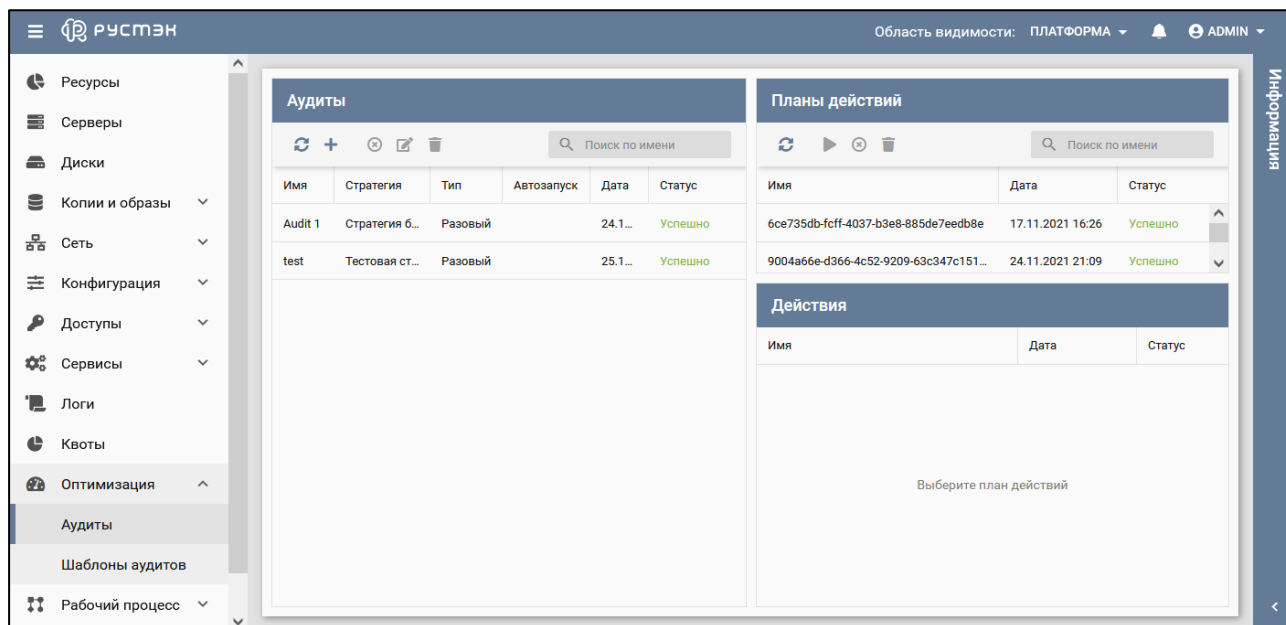 РУСТЭК
Область видимости: ПЛАТФОРМА ADMIN
Ресурсы
Серверы
Диски
Копии и образы
Сеть
Конфигурация
Доступы
Сервисы
Логи
Квоты
Оптимизация
Аудиты
Шаблоны аудитов
Рабочий процесс
Аудиты
Поиск по имени
Имя Стратегия Тип Автозапуск Дата Статус
Audit 1 Стратегия б... Разовый 24.1... Успешно
test Тестовая ст... Разовый 25.1... Успешно
Планы действий
Поиск по имени
Имя Дата Статус
6ce735db-fcff-4037-b3e8-885de7eedb8e 17.11.2021 16:26 Успешно
9004a66e-d366-4c52-9209-63c347c151... 24.11.2021 21:09 Успешно
Действия
Имя Дата Статус
Выберите план действий
Информация